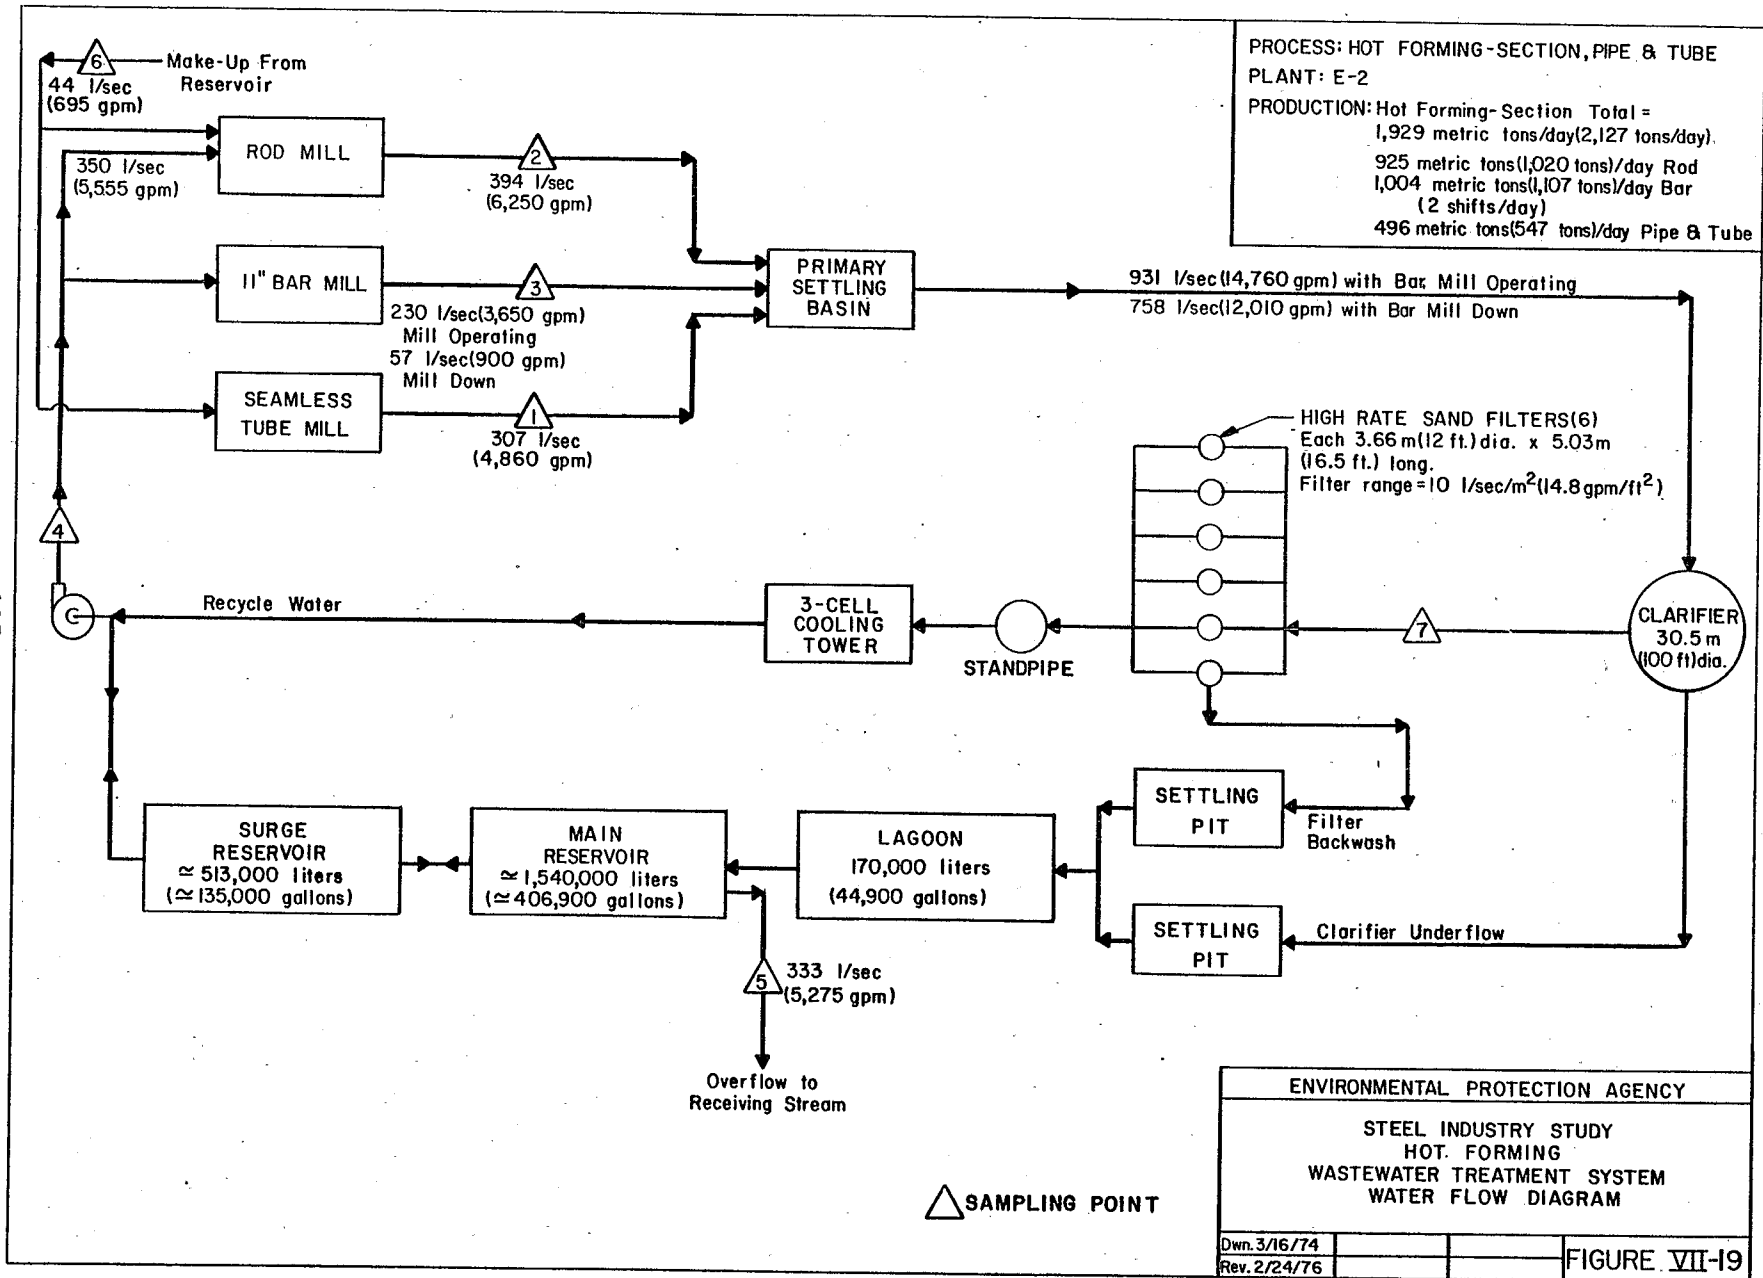 PROCESS: HOT FORMING-SECTION, PIPE & TUBE
PLANT: E-2
PRODUCTION: Hot Forming-Section Total =
1,929 metric tons/day(2,127 tons/day).
925 metric tons(1,020 tons)/day Rod
1,004 metric tons(1,107 tons)/day Bar
(2 shifts/day)
496 metric tons(547 tons)/day Pipe & Tube
6
Make-Up From
Reservoir
44 l/sec
(695 gpm)
ROD MILL
350 l/sec
(5,555 gpm)
2
394 l/sec
(6,250 gpm)
11" BAR MILL
3
230 l/sec(3,650 gpm)
Mill Operating
57 l/sec(900 gpm)
Mill Down
PRIMARY
SETTLING
BASIN
931 l/sec(14,760 gpm) with Bar Mill Operating
758 l/sec(12,010 gpm) with Bar Mill Down
SEAMLESS
TUBE MILL
1
307 l/sec
(4,860 gpm)
HIGH RATE SAND FILTERS(6)
Each 3.66 m(12 ft.) dia. x 5.03m
(16.5 ft.) long.
Filter range=10 l/sec/m²(14.8 gpm/ft²)
4
C
Recycle Water
3-CELL
COOLING
TOWER
STANDPIPE
7
CLARIFIER
30.5 m
(100 ft)dia.
SURGE
RESERVOIR
≃ 513,000 liters
(≃135,000 gallons)
MAIN
RESERVOIR
≃ 1,540,000 liters
(≃406,900 gallons)
LAGOON
170,000 liters
(44,900 gallons)
SETTLING
PIT
Filter
Backwash
SETTLING
PIT
Clarifier Underflow
5
333 l/sec
(5,275 gpm)
Overflow to
Receiving Stream
SAMPLING POINT
ENVIRONMENTAL PROTECTION AGENCY
STEEL INDUSTRY STUDY
HOT. FORMING
WASTEWATER TREATMENT SYSTEM
WATER FLOW DIAGRAM
Dwn. 3/16/74
Rev. 2/24/76
FIGURE VII-19